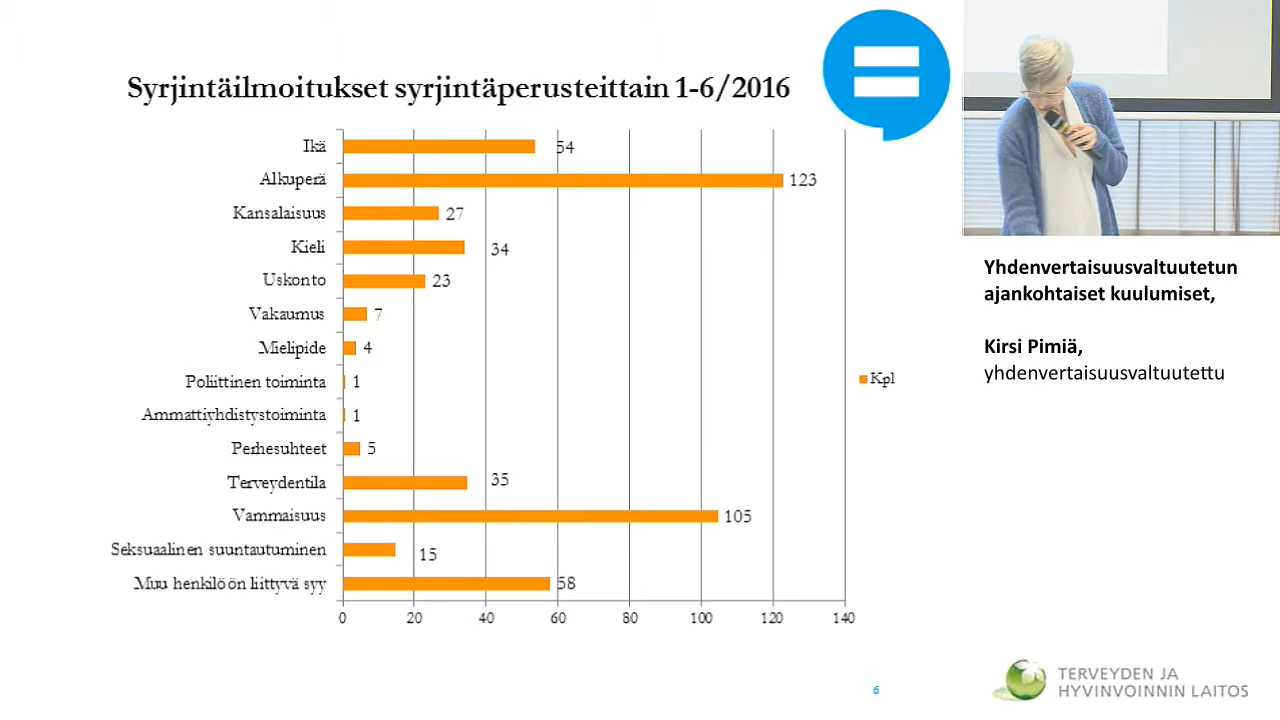 Syrjintäilmoitukset syrjintäperusteittain 1-6/2016
Ikä 54
Alkuperä 123
Kansalaisuus 27
Kieli 34
Uskonto 23
Vakaumus 7
Mielipide 4
Poliittinen toiminta 1
Ammattiyhdistystoiminta 1
Perhesuhteet 5
Terveydentila 35
Vammaisuus 105
Seksuaalinen suuntautuminen 15
Muu henkilöön liittyvä syy 58
0 20 40 60 80 100 120 140
Kpl
6
Yhdenvertaisuusvaltuutetun
ajankohtaiset kuulumiset,
Kirsi Pimiä,
yhdenvertaisuusvaltuutettu
TERVEYDEN JA
HYVINVOINNIN LAITOS